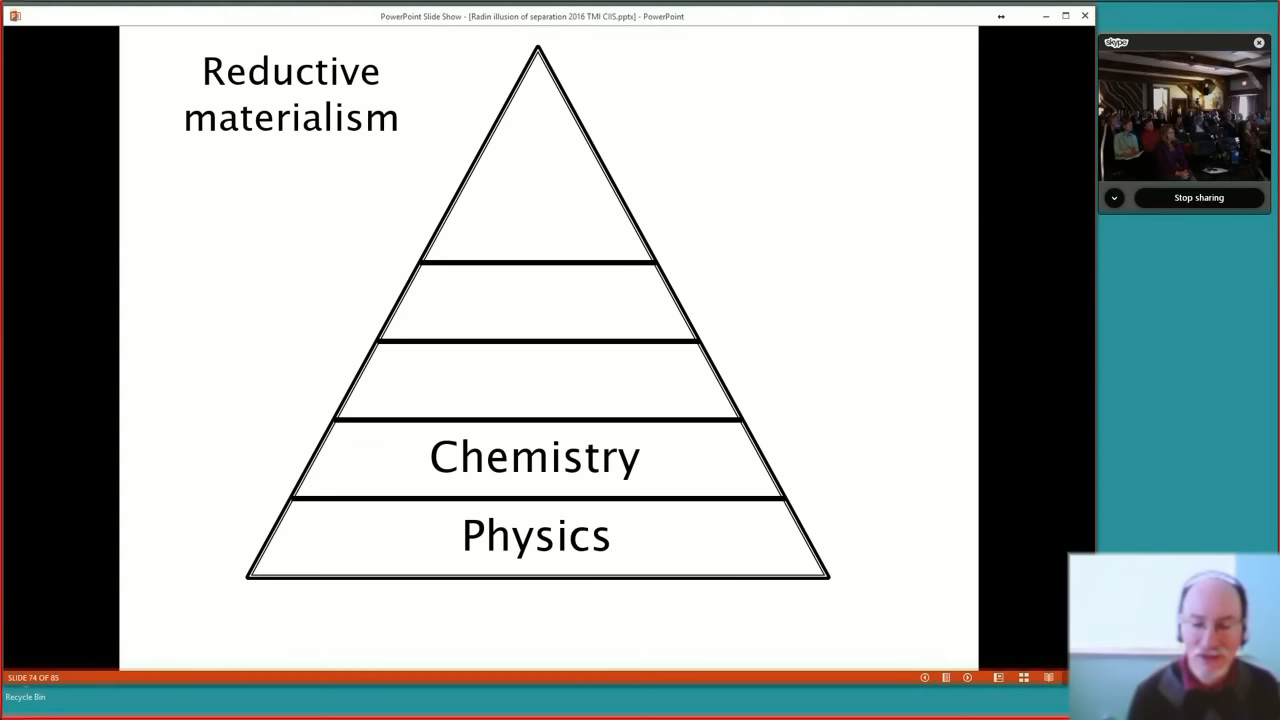 PowerPoint Slide Show - [Radin illusion of separation 2016 TMI CIIS.pptx] - PowerPoint
skype
Reductive
materialism
Stop sharing
Chemistry
Physics
SLIDE 74 OF 85
Recycle Bin